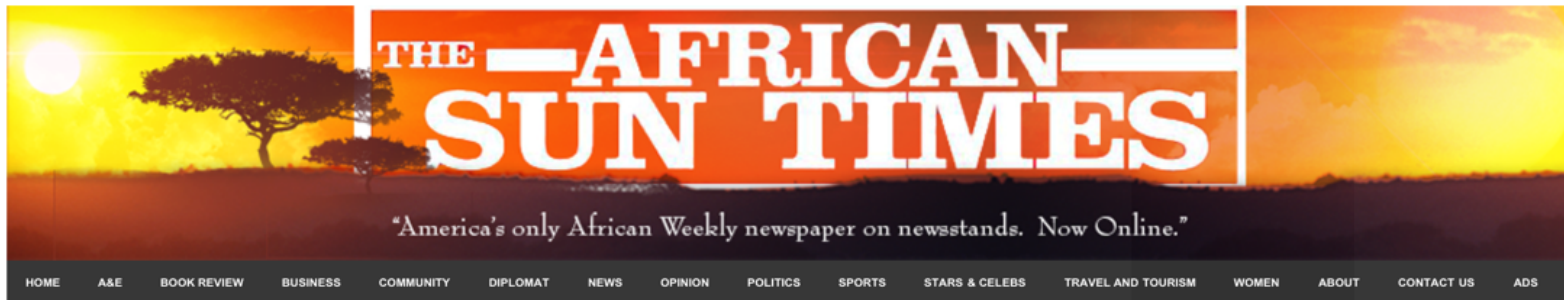 THE AFRICAN
SUN TIMES
“America's only African Weekly newspaper on newsstands. Now Online.”
HOME A&E BOOK REVIEW BUSINESS COMMUNITY DIPLOMAT NEWS OPINION POLITICS SPORTS STARS & CELEBS TRAVEL AND TOURISM WOMEN ABOUT CONTACT US ADS